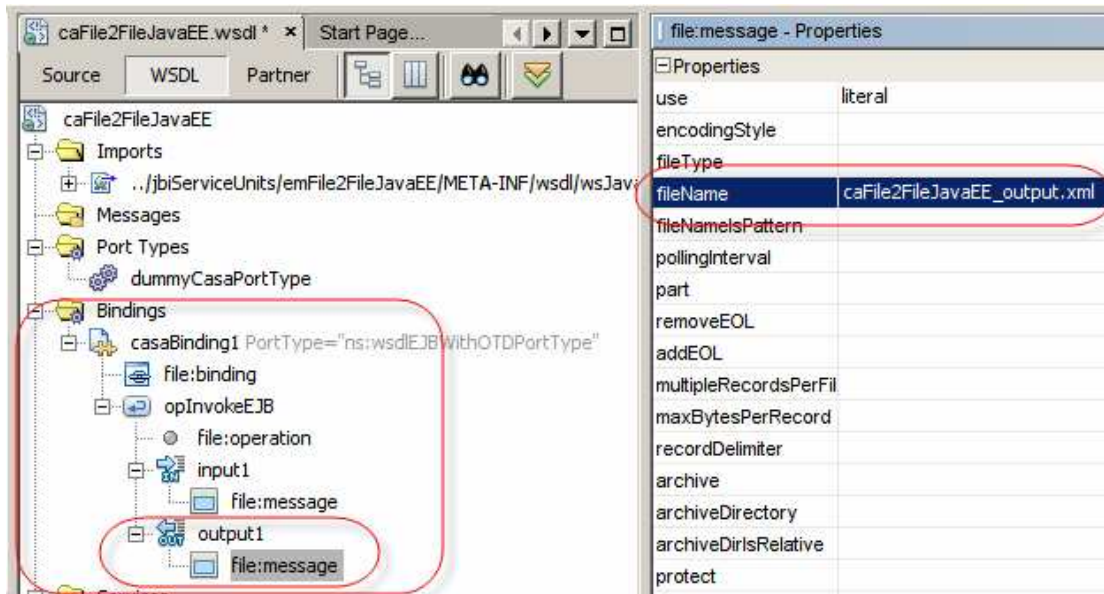 caFile2FileJavaEE.wsdl *
Start Page...
Source WSDL Partner
caFile2FileJavaEE
Imports
../jbiServiceUnits/emFile2FileJavaEE/META-INF/wsdl/wsJava
Messages
Port Types
dummyCasaPortType
Bindings
casaBinding1 PortType="ns:wsdlEJBWithOTDPortType"
file:binding
opInvokeEJB
file:operation
input1
file:message
output1
file:message
file:message - Properties
Properties
use literal
encodingStyle
fileType
fileName caFile2FileJavaEE_output.xml
fileNameIsPattern
pollingInterval
part
removeEOL
addEOL
multipleRecordsPerFil
maxBytesPerRecord
recordDelimiter
archive
archiveDirectory
archiveDirIsRelative
protect